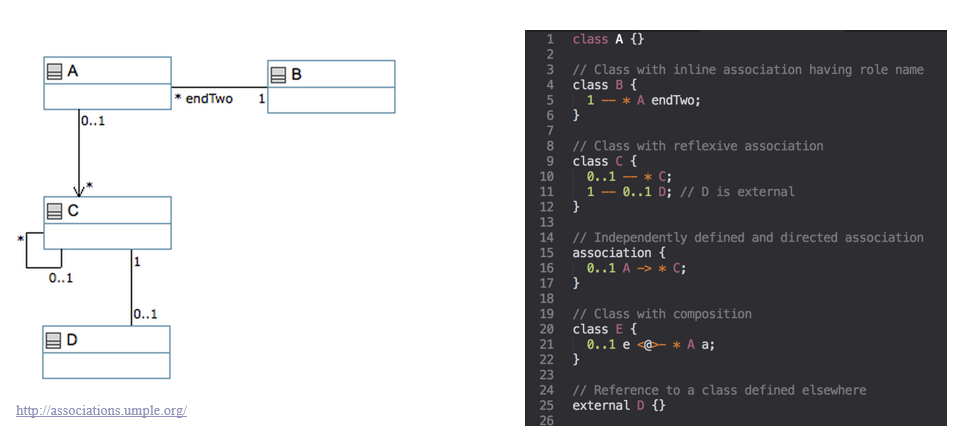 A
B
* endTwo 1
0..1
*
C
*
0..1
1
0..1
D
http://associations.umple.org/
1 class A {}
2
3 // Class with inline association having role name
4 class B {
5 1 -- * A endTwo;
6 }
7
8 // Class with reflexive association
9 class C {
10 0..1 -- * C;
11 1 -- 0..1 D; // D is external
12 }
13
14 // Independently defined and directed association
15 association {
16 0..1 A -> * C;
17 }
18
19 // Class with composition
20 class E {
21 0..1 e <@>- * A a;
22 }
23
24 // Reference to a class defined elsewhere
25 external D {}
26